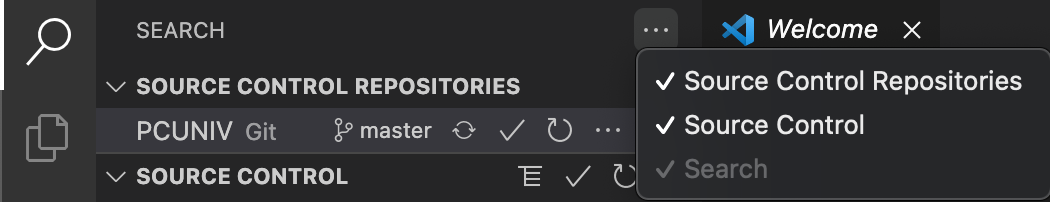 SEARCH
Welcome
SOURCE CONTROL REPOSITORIES
PCUNIV Git master
SOURCE CONTROL
Source Control Repositories
Source Control
Search